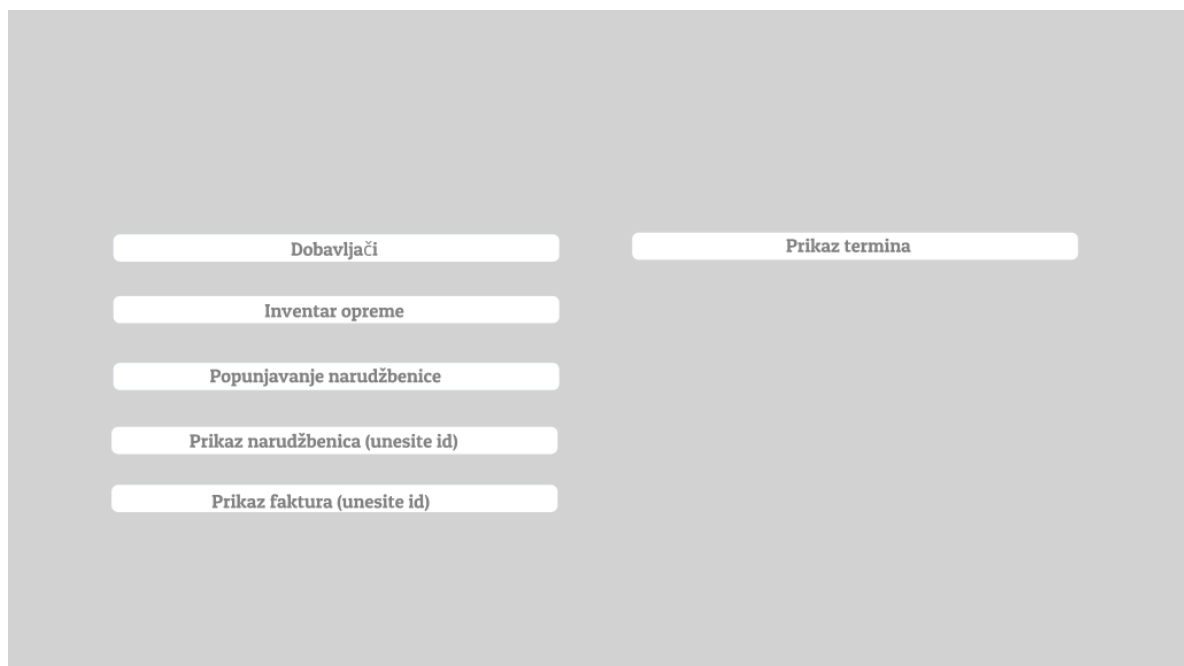 Dobavljači
Inventar opreme
Popunjavanje narudžbenice
Prikaz narudžbenica (unesite id)
Prikaz faktura (unesite id)
Prikaz termina